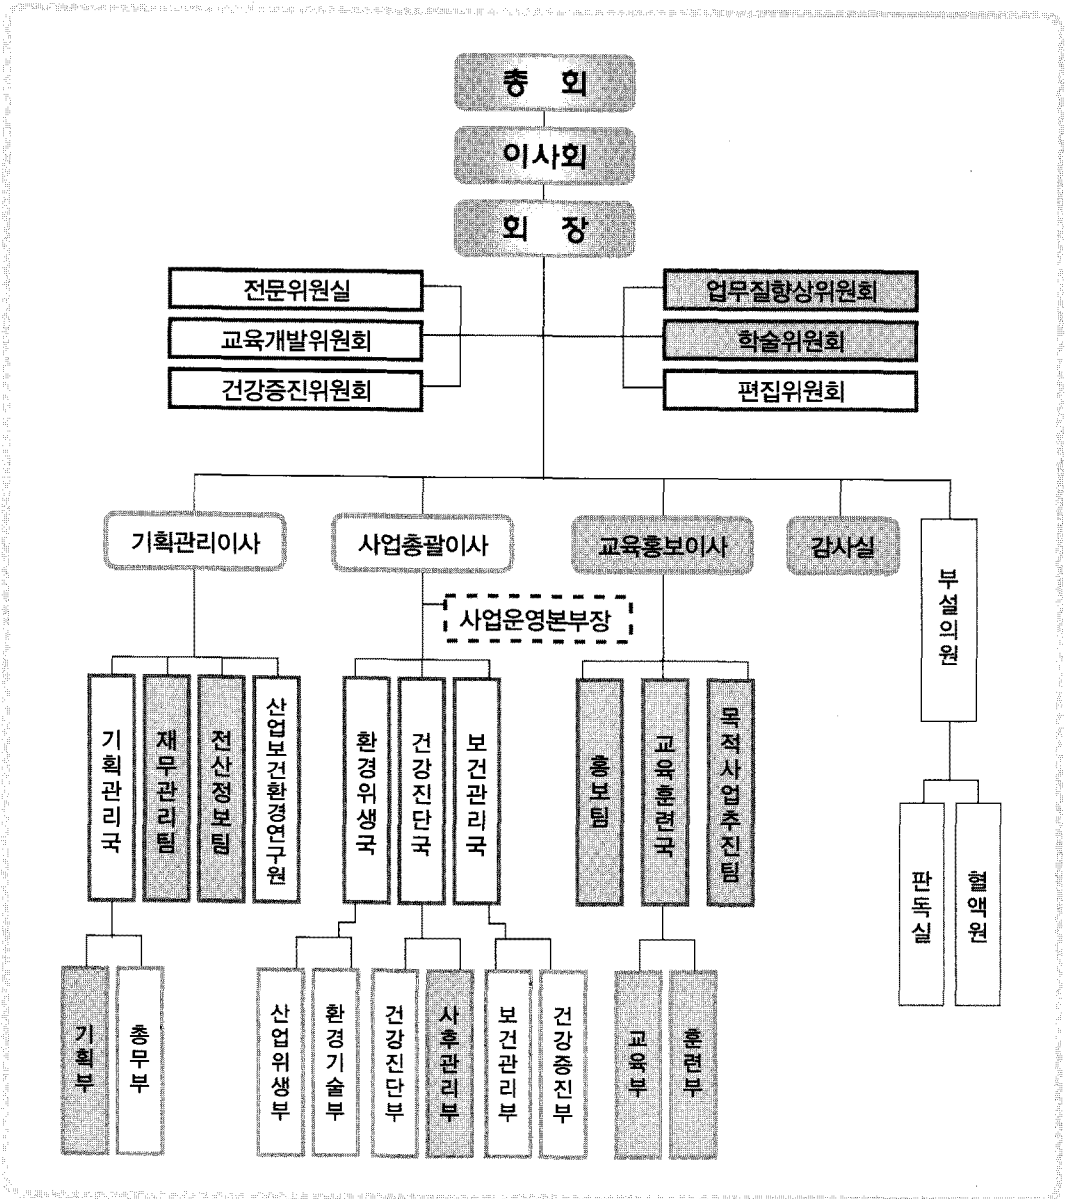 총 회
이사회
회 장
전문위원실
업무질향상위원회
교육개발위원회
학술위원회
건강증진위원회
편집위원회
기획관리이사
사업총괄이사
교육홍보이사
감사실
부설의원
사업운영본부장
기획관리국
재무관리팀
전산정보팀
산업보건환경연구원
환경위생국
건강진단국
보건관리국
홍보팀
교육훈련국
목적사업추진팀
판독실
혈액원
기획부
총무부
산업위생부
환경기술부
건강진단부
사후관리부
보건관리부
건강증진부
교육부
훈련부